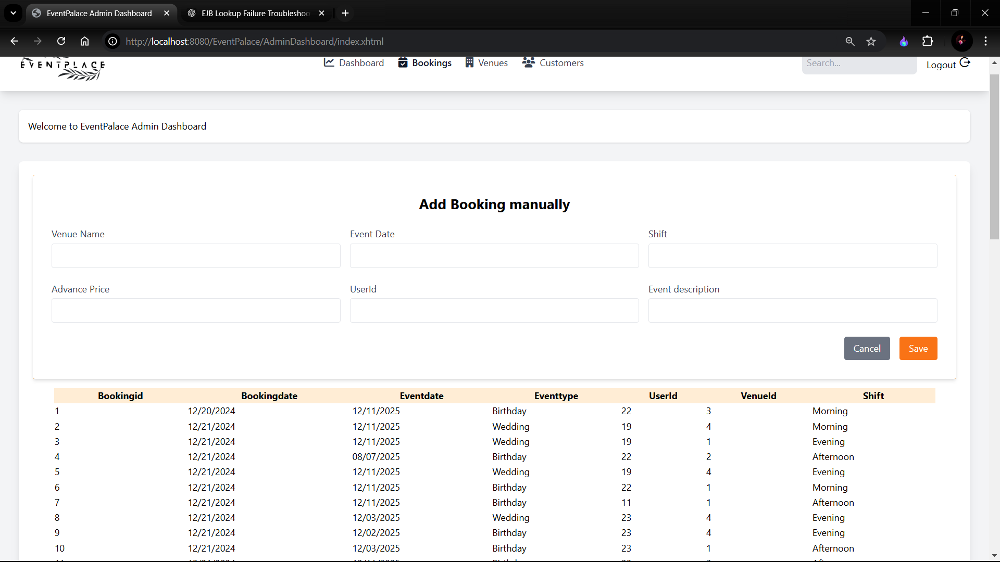 EventPalace Admin Dashboard
EJB Lookup Failure Troubleshoo
http://localhost:8080/EventPalace/AdminDashboard/index.xhtml
EVENTPLACE
Dashboard Bookings Venues Customers
Search...
Logout
Welcome to EventPalace Admin Dashboard
Add Booking manually
Venue Name Event Date Shift
Advance Price UserId Event description
Cancel Save
Bookingid Bookingdate Eventdate Eventtype UserId VenueId Shift
1 12/20/2024 12/11/2025 Birthday 22 3 Morning
2 12/21/2024 12/11/2025 Wedding 19 4 Morning
3 12/21/2024 12/11/2025 Wedding 19 1 Evening
4 12/21/2024 08/07/2025 Birthday 22 2 Afternoon
5 12/21/2024 12/11/2025 Wedding 19 4 Evening
6 12/21/2024 12/11/2025 Birthday 22 1 Morning
7 12/21/2024 12/11/2025 Birthday 11 1 Afternoon
8 12/21/2024 12/03/2025 Wedding 23 4 Evening
9 12/21/2024 12/02/2025 Birthday 23 4 Evening
10 12/21/2024 12/03/2025 Birthday 23 1 Afternoon